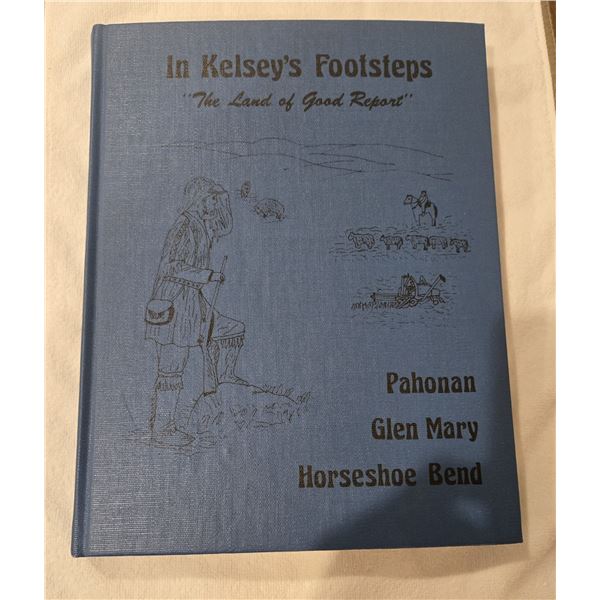 In Kelsey's Footsteps
"The Land of Good Report"
Pahonan
Glen Mary
Horseshoe Bend